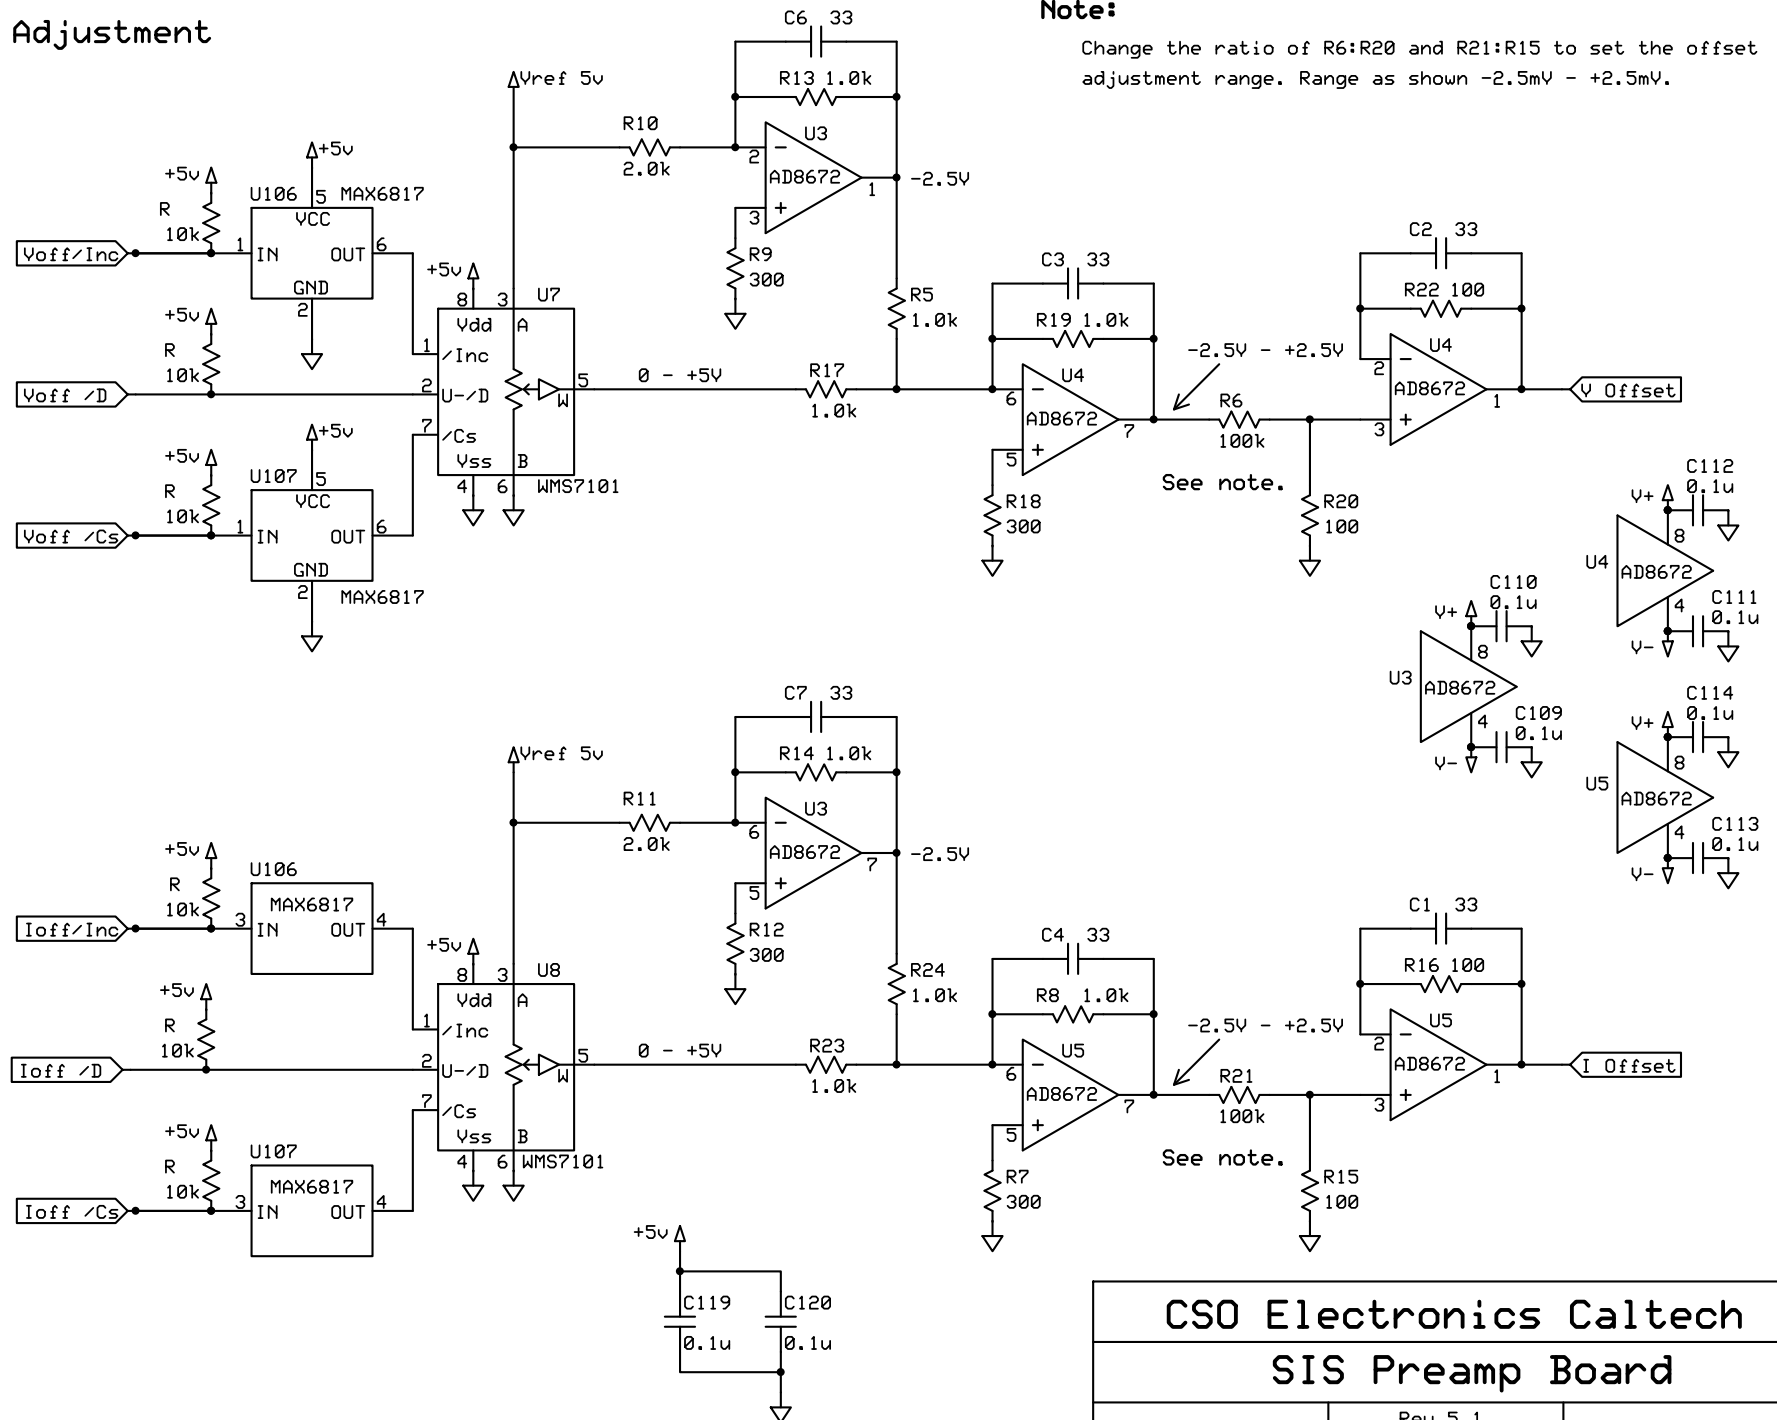 Adjustment
Note:
Change the ratio of R6:R20 and R21:R15 to set the offset
adjustment range. Range as shown -2.5mV - +2.5mV.
C6 33
R13 1.0k
Vref 5v
R10
2.0k
U3
2
-
AD8672
1
-2.5V
3
+
R9
300
+5v
+5v
R
10k
U106
5
MAX6817
VCC
Voff/Inc
1
IN
OUT
6
GND
2
+5v
8
3
U7
Vdd
A
+5v
R
10k
1
/Inc
Voff /D
2
U-/D
5
W
7
/Cs
Vss
B
4
6
WMS7101
0 - +5V
R17
1.0k
R5
1.0k
C3 33
R19 1.0k
U4
6
-
AD8672
7
5
+
R18
300
-2.5V - +2.5V
R6
100k
See note.
R20
100
C2 33
R22 100
U4
2
-
AD8672
1
3
+
V Offset
+5v
+5v
R
10k
U107
5
VCC
Voff /Cs
1
IN
OUT
6
GND
2
MAX6817
C112
0.1u
V+
8
U4
AD8672
4
C111
0.1u
V-
C110
0.1u
V+
8
U3
AD8672
4
C109
0.1u
V-
C114
0.1u
V+
8
U5
AD8672
4
C113
0.1u
V-
C7 33
R14 1.0k
Vref 5v
R11
2.0k
U3
6
-
AD8672
7
-2.5V
5
+
R12
300
+5v
R
10k
U106
MAX6817
Ioff/Inc
3
IN
OUT
4
+5v
8
3
U8
Vdd
A
+5v
R
10k
1
/Inc
Ioff /D
2
U-/D
5
W
7
/Cs
Vss
B
4
6
WMS7101
0 - +5V
R23
1.0k
R24
1.0k
C4 33
R8 1.0k
U5
6
-
AD8672
7
5
+
R7
300
-2.5V - +2.5V
R21
100k
See note.
R15
100
C1 33
R16 100
U5
2
-
AD8672
1
3
+
I Offset
+5v
R
10k
U107
MAX6817
Ioff /Cs
3
IN
OUT
4
+5v
C119
0.1u
C120
0.1u
CSO Electronics Caltech
SIS Preamp Board
Rev 5.1